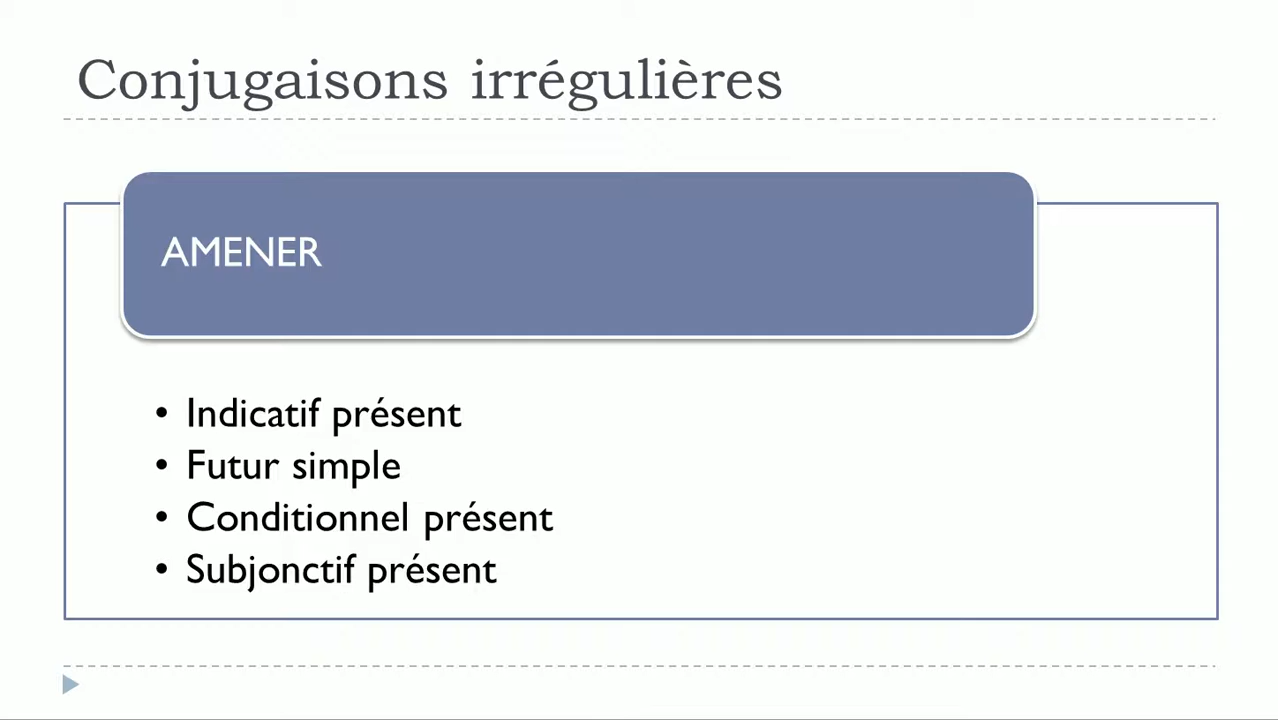 Conjugaisons irrégulières
AMENER
• Indicatif présent
• Futur simple
• Conditionnel présent
• Subjonctif présent